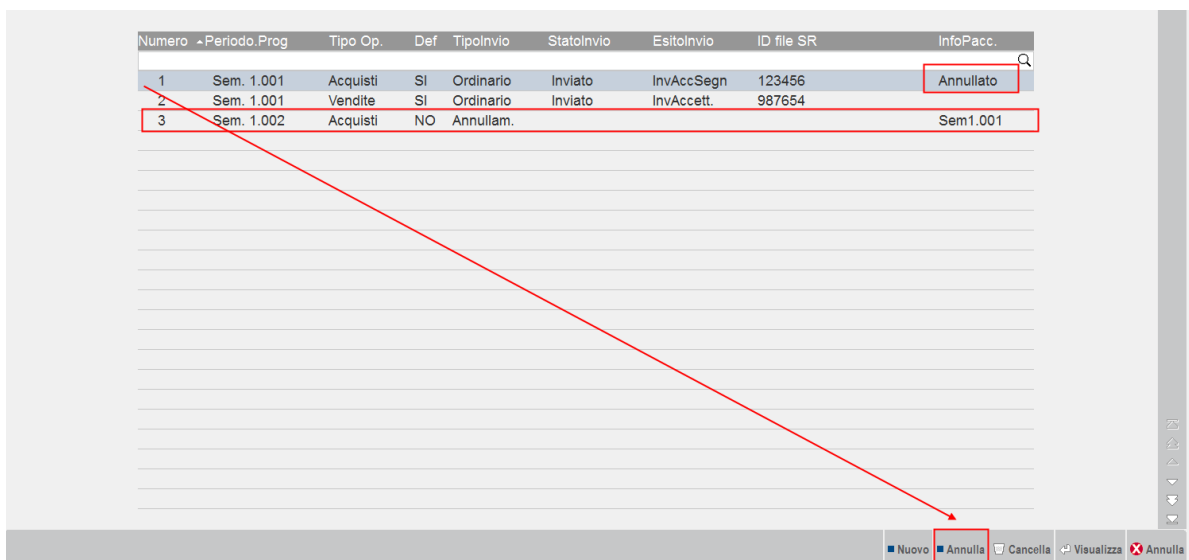 Numero Periodo.Prog Tipo Op. Def TipoInvio StatoInvio EsitoInvio ID file SR InfoPacc.
1 Sem. 1.001 Acquisti SI Ordinario Inviato InvAccSegn 123456 Annullato
2 Sem. 1.001 Vendite SI Ordinario Inviato InvAccett. 987654
3 Sem. 1.002 Acquisti NO Annullam. Sem1.001
Nuovo Annulla Cancella Visualizza Annulla